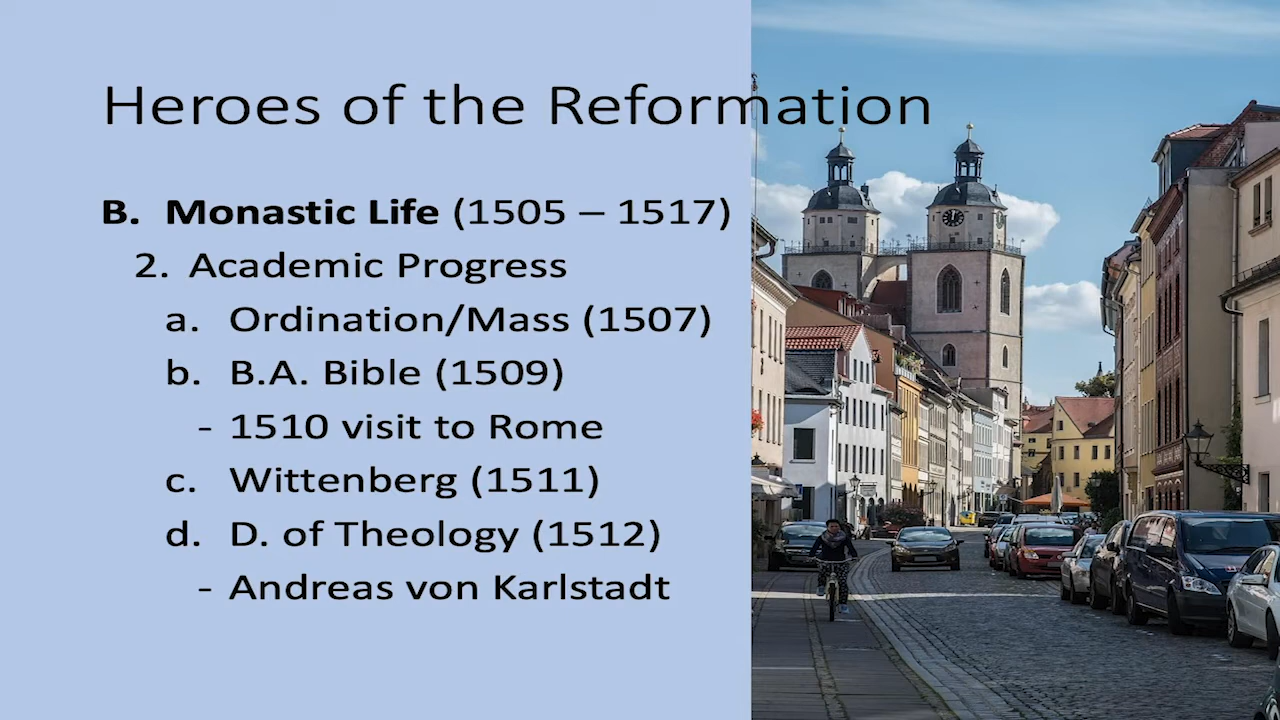 Heroes of the Reformation
B. Monastic Life (1505 – 1517)
2. Academic Progress
a. Ordination/Mass (1507)
b. B.A. Bible (1509)
- 1510 visit to Rome
c. Wittenberg (1511)
d. D. of Theology (1512)
- Andreas von Karlstadt